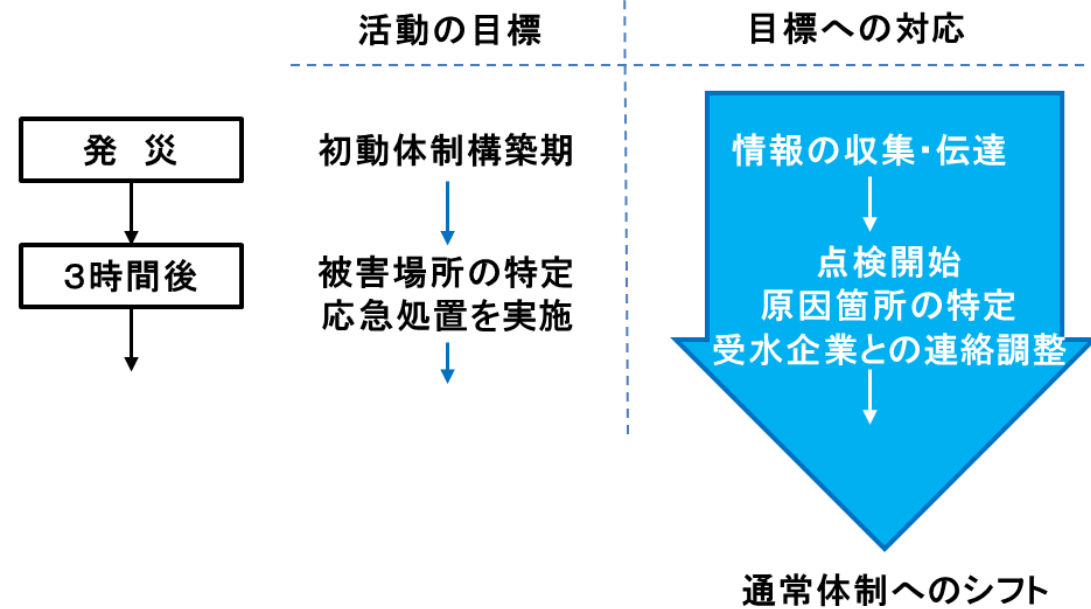 活動の目標
目標への対応
発 災
初動体制構築期
情報の収集・伝達
3時間後
被害場所の特定
応急処置を実施
点検開始
原因箇所の特定
受水企業との連絡調整
通常体制へのシフト